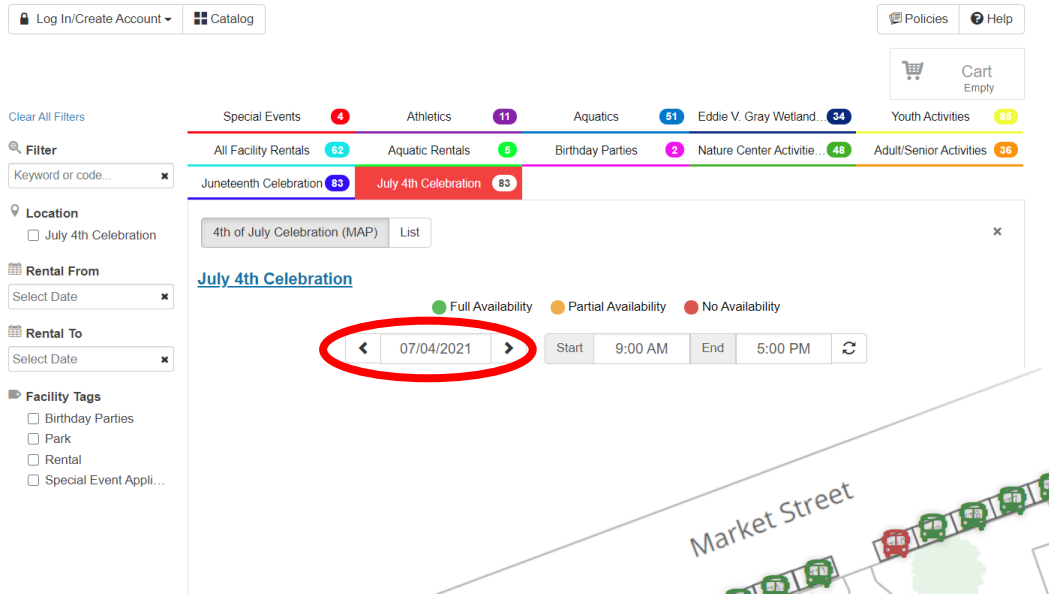 Log In/Create Account Catalog Policies Help
Cart
Empty
Clear All Filters
Special Events 4 Athletics 11 Aquatics 51 Eddie V. Gray Wetland... 34 Youth Activities 85
All Facility Rentals 62 Aquatic Rentals 5 Birthday Parties 2 Nature Center Activitie... 48 Adult/Senior Activities 36
Juneteenth Celebration 83 July 4th Celebration 83
Filter
Keyword or code...
Location
July 4th Celebration
Rental From
Select Date
Rental To
Select Date
Facility Tags
Birthday Parties
Park
Rental
Special Event Appli...
4th of July Celebration (MAP) List
July 4th Celebration
Full Availability Partial Availability No Availability
07/04/2021 Start 9:00 AM End 5:00 PM
Market Street